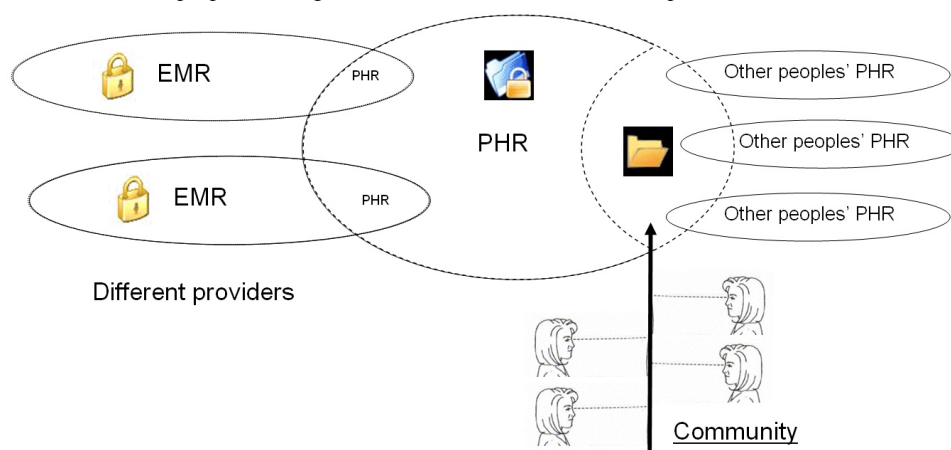 EMR
PHR
PHR
Other peoples' PHR
Other peoples' PHR
EMR
PHR
Other peoples' PHR
Different providers
Community